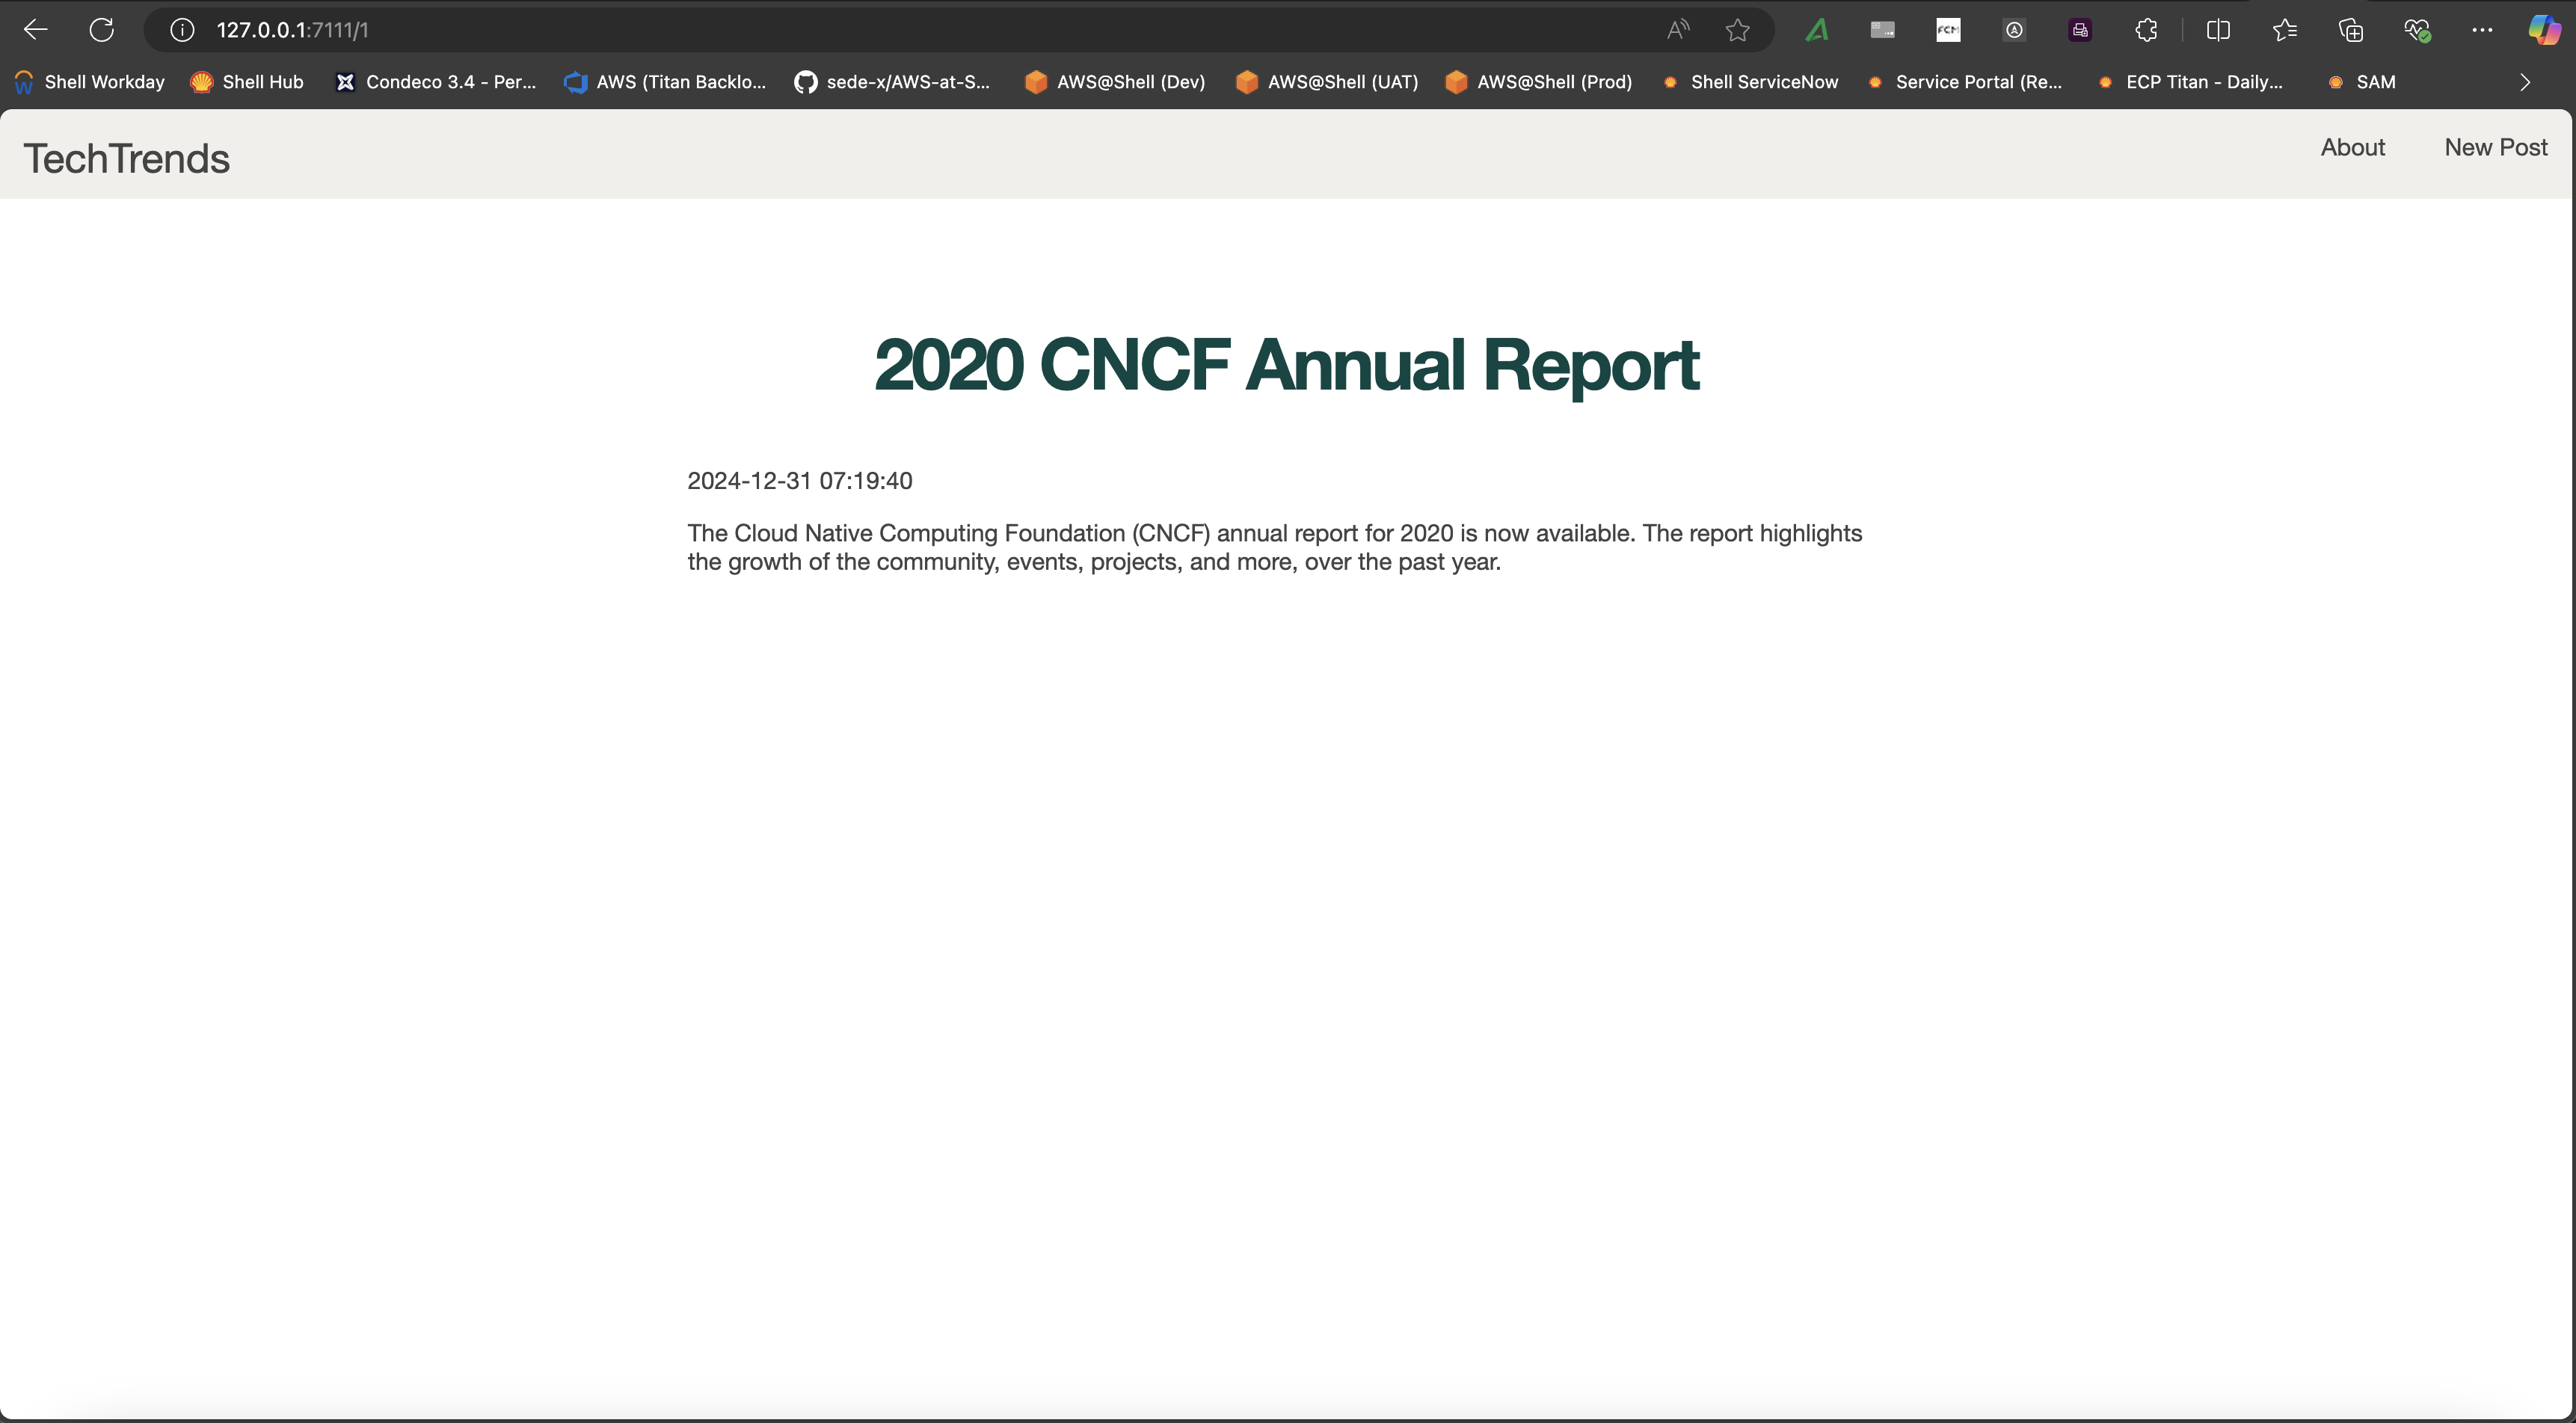 127.0.0.1:7111/1
FCM
Shell Workday Shell Hub Condeco 3.4 - Per... AWS (Titan Backlo... sede-x/AWS-at-S... AWS@Shell (Dev) AWS@Shell (UAT) AWS@Shell (Prod) Shell ServiceNow Service Portal (Re... ECP Titan - Daily... SAM
TechTrends About New Post
2020 CNCF Annual Report
2024-12-31 07:19:40
The Cloud Native Computing Foundation (CNCF) annual report for 2020 is now available. The report highlights
the growth of the community, events, projects, and more, over the past year.